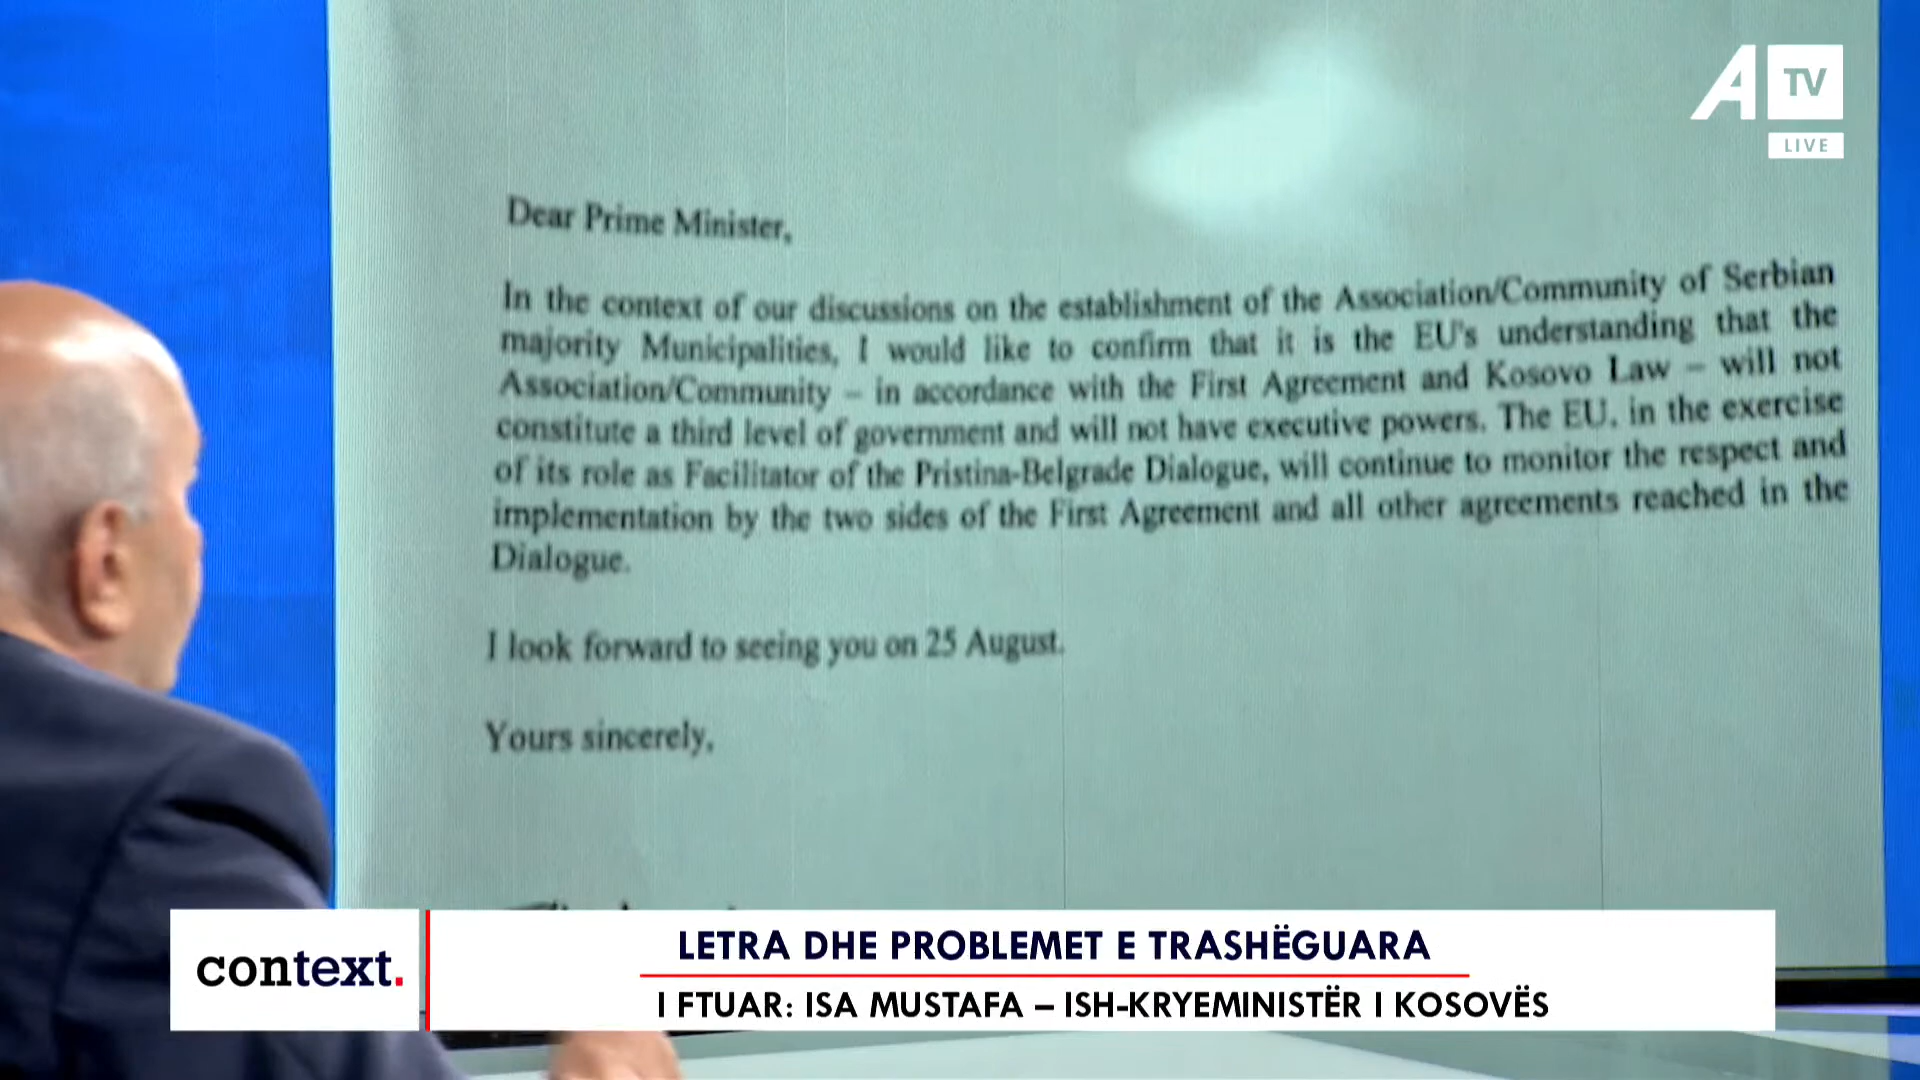 A TV
LIVE
Dear Prime Minister,
In the context of our discussions on the establishment of the Association/Community of Serbian
majority Municipalities, I would like to confirm that it is the EU's understanding that the
Association/Community – in accordance with the First Agreement and Kosovo Law – will not
constitute a third level of government and will not have executive powers. The EU, in the exercise
of its role as Facilitator of the Pristina-Belgrade Dialogue, will continue to monitor the respect and
implementation by the two sides of the First Agreement and all other agreements reached in the
Dialogue.
I look forward to seeing you on 25 August.
Yours sincerely,
context.
LETRA DHE PROBLEMET E TRASHËGUARA
I FTUAR: ISA MUSTAFA – ISH-KRYEMINISTËR I KOSOVËS